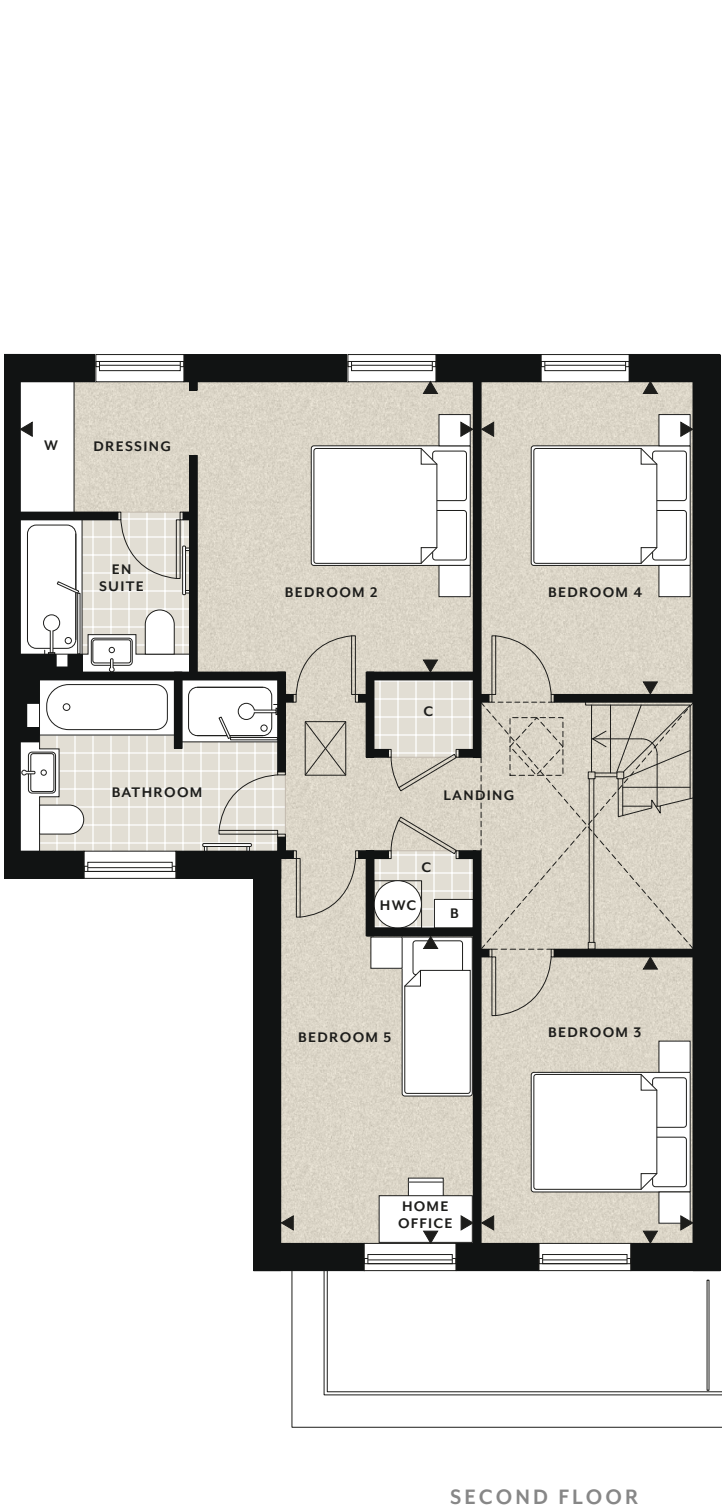 W
DRESSING
EN
SUITE
BEDROOM 2
BEDROOM 4
C
BATHROOM
LANDING
C
HWC
B
BEDROOM 5
BEDROOM 3
HOME
OFFICE
SECOND FLOOR